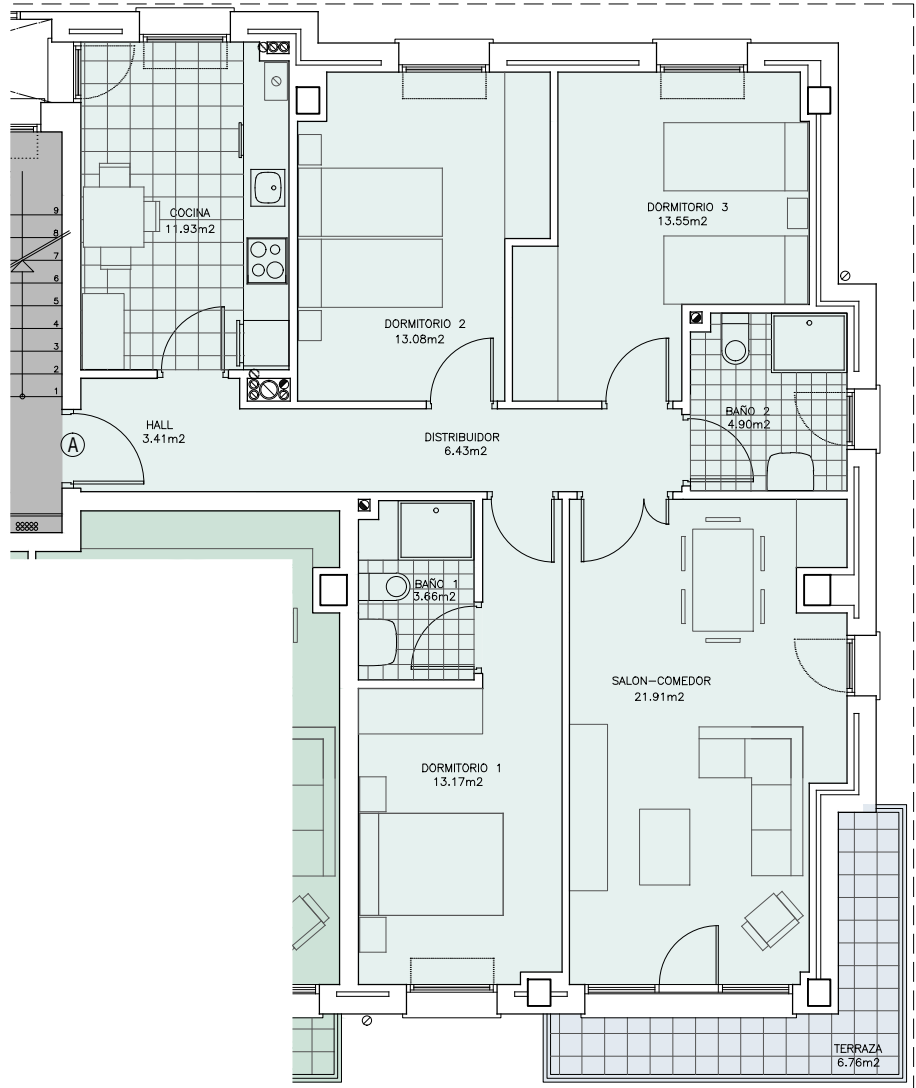 COCINA
11.93m2
DORMITORIO 3
13.55m2
9
8
7
6
5
4
3
2
1
DORMITORIO 2
13.08m2
HALL
3.41m2
A
DISTRIBUIDOR
6.43m2
BAÑO 2
4.90m2
BAÑO 1
3.66m2
SALON-COMEDOR
21.91m2
DORMITORIO 1
13.17m2
TERRAZA
6.76m2